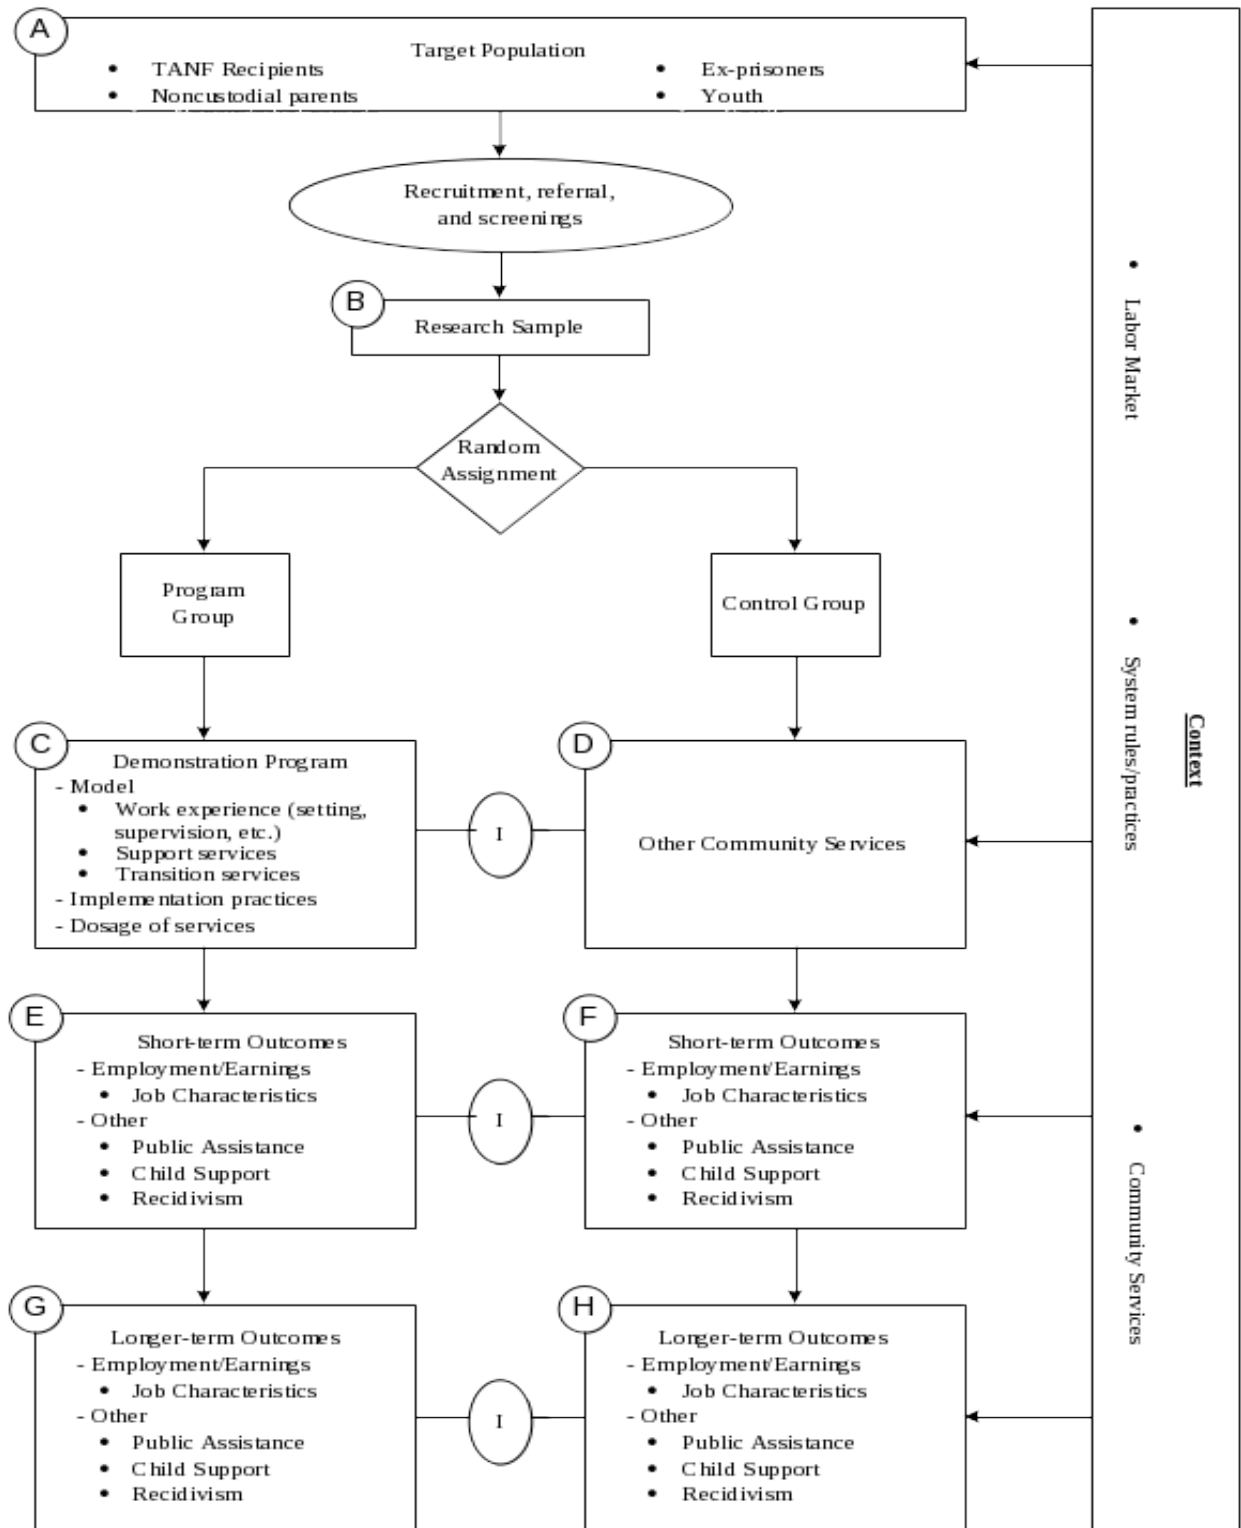 A
Target Population
• TANF Recipients
• Noncustodial parents
• Ex-prisoners
• Youth
Recruitment, referral,
and screenings
B
Research Sample
Random
Assignment
Program
Group
Control Group
C
Demonstration Program
- Model
• Work experience (setting,
supervision, etc.)
• Support services
• Transition services
- Implementation practices
- Dosage of services
I
D
Other Community Services
E
Short-term Outcomes
- Employment/Earnings
• Job Characteristics
- Other
• Public Assistance
• Child Support
• Recidivism
I
F
Short-term Outcomes
- Employment/Earnings
• Job Characteristics
- Other
• Public Assistance
• Child Support
• Recidivism
G
Longer-term Outcomes
- Employment/Earnings
• Job Characteristics
- Other
• Public Assistance
• Child Support
• Recidivism
I
H
Longer-term Outcomes
- Employment/Earnings
• Job Characteristics
- Other
• Public Assistance
• Child Support
• Recidivism
Context
• Labor Market
• System rules/practices
• Community Services